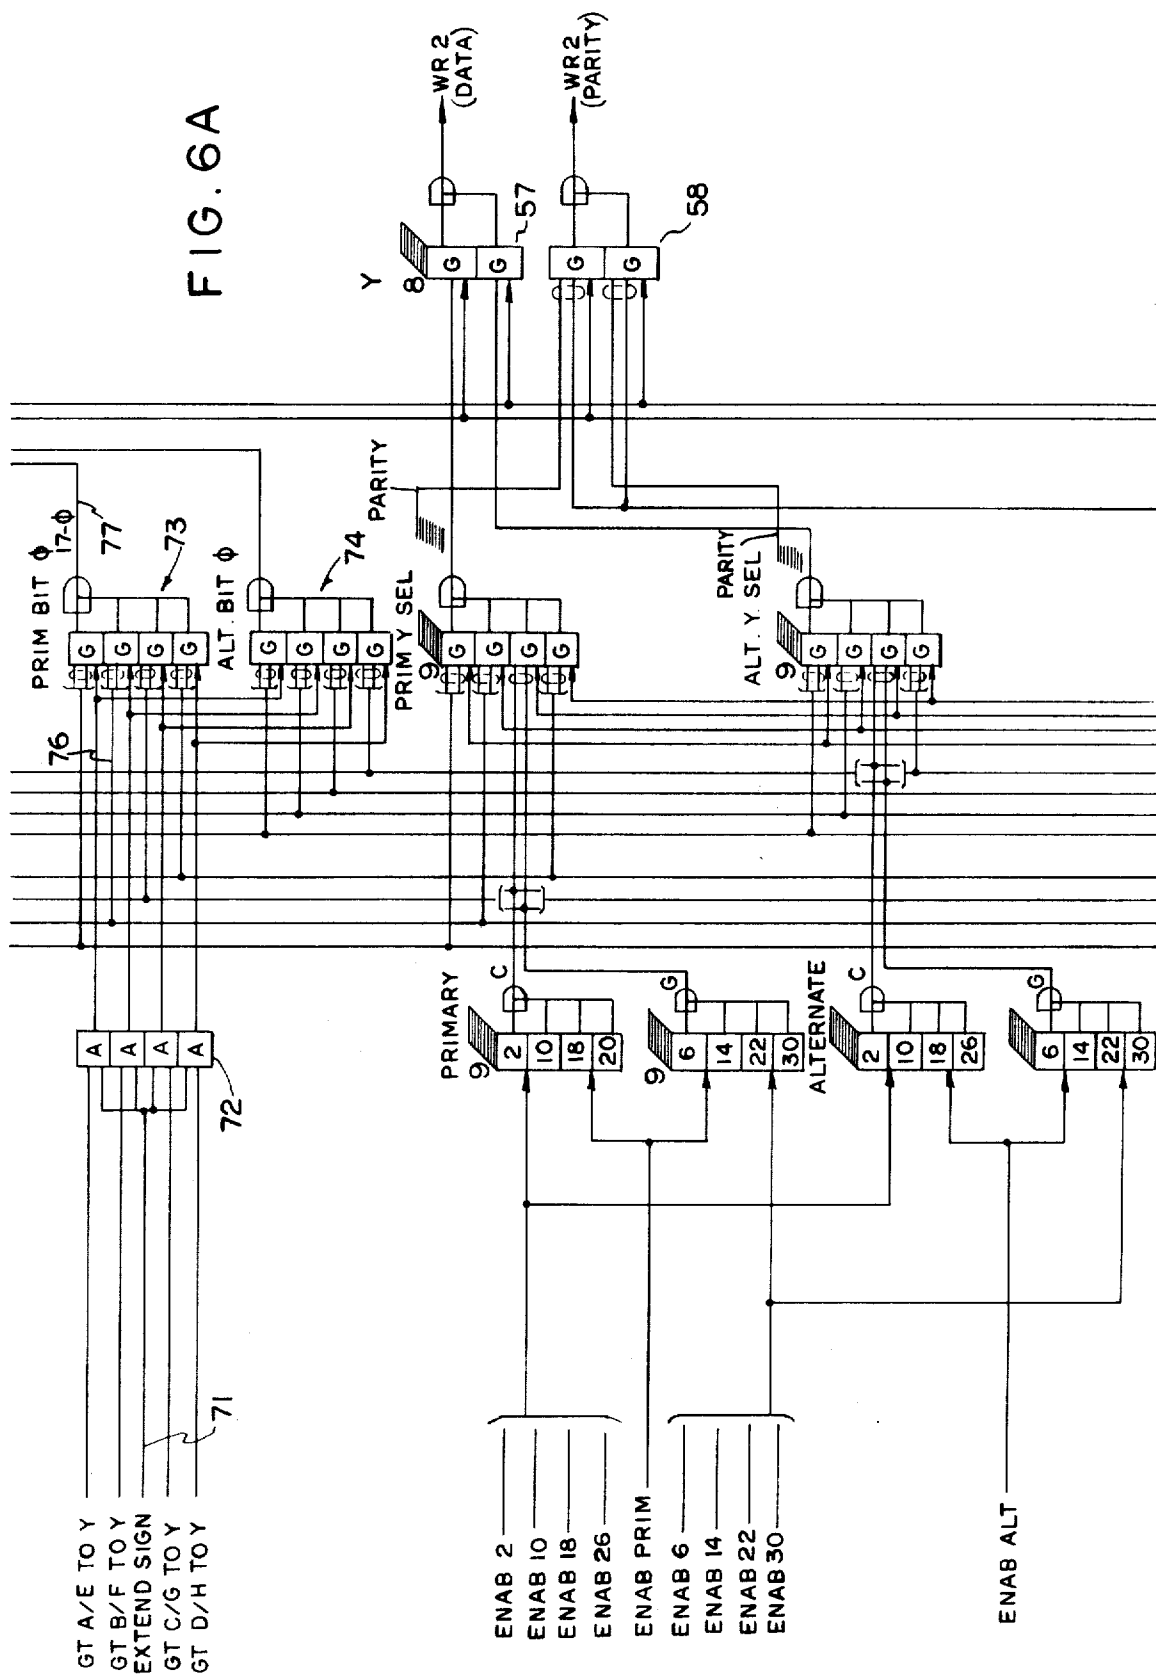 FIG. 6A
WR 2
(DATA)
WR 2
(PARITY)
Y
8
G
G
57
G
G
58
PRIM BIT ϕ
17-ϕ
77
G
G
G
G
73
ALT. BIT ϕ
G
G
G
G
74
76
PARITY
PRIM Y SEL
9
G
G
G
G
PARITY
ALT. Y. SEL
9
G
G
G
G
A
A
A
A
72
PRIMARY
9
C
2
10
18
20
9
G
6
14
22
30
ALTERNATE
C
2
10
18
26
G
6
14
22
30
71
GT A/E TO Y
GT B/F TO Y
EXTEND SIGN
GT C/G TO Y
GT D/H TO Y
ENAB 2
ENAB 10
ENAB 18
ENAB 26
ENAB PRIM
ENAB 6
ENAB 14
ENAB 22
ENAB 30
ENAB ALT